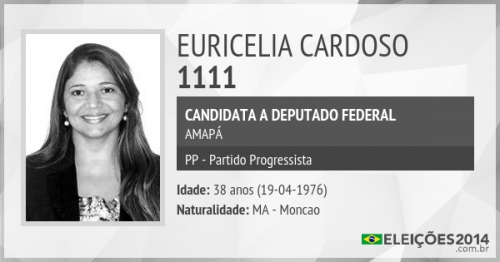 EURICELIA CARDOSO
1111
CANDIDATA A DEPUTADO FEDERAL
AMAPÁ
PP - Partido Progressista
Idade: 38 anos (19-04-1976)
Naturalidade: MA - Moncao
ELEIÇÕES2014
.com.br